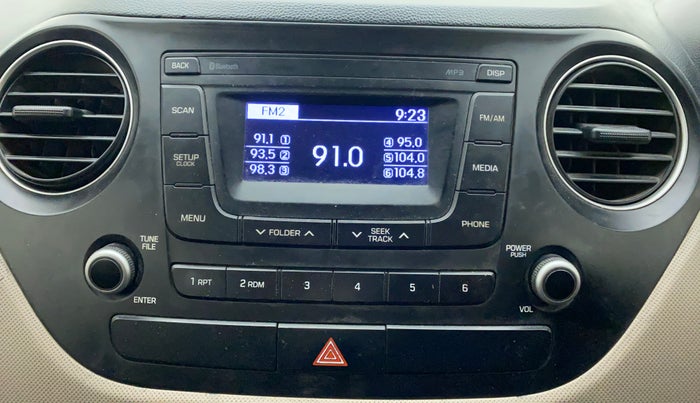 BACK Bluetooth MP3 DISP
SCAN FM2 9:23 FM/AM
91.1 1 4 95.0
93.5 2 91.0 5 104.0
98.3 3 6 104.8
SETUP
CLOCK
MEDIA
MENU FOLDER SEEK
TRACK PHONE
TUNE
FILE
POWER
PUSH
1 RPT 2 RDM 3 4 5 6
ENTER VOL